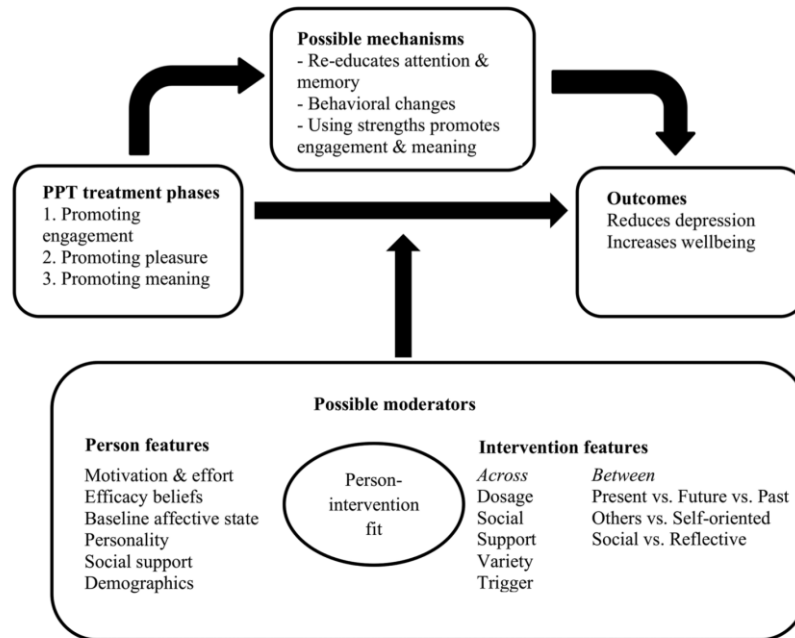 Possible mechanisms
- Re-educates attention &
memory
- Behavioral changes
- Using strengths promotes
engagement & meaning
PPT treatment phases
1. Promoting
engagement
2. Promoting pleasure
3. Promoting meaning
Outcomes
Reduces depression
Increases wellbeing
Possible moderators
Person features
Motivation & effort
Efficacy beliefs
Baseline affective state
Personality
Social support
Demographics
Person-
intervention
fit
Intervention features
Across
Dosage
Social
Support
Variety
Trigger
Between
Present vs. Future vs. Past
Others vs. Self-oriented
Social vs. Reflective